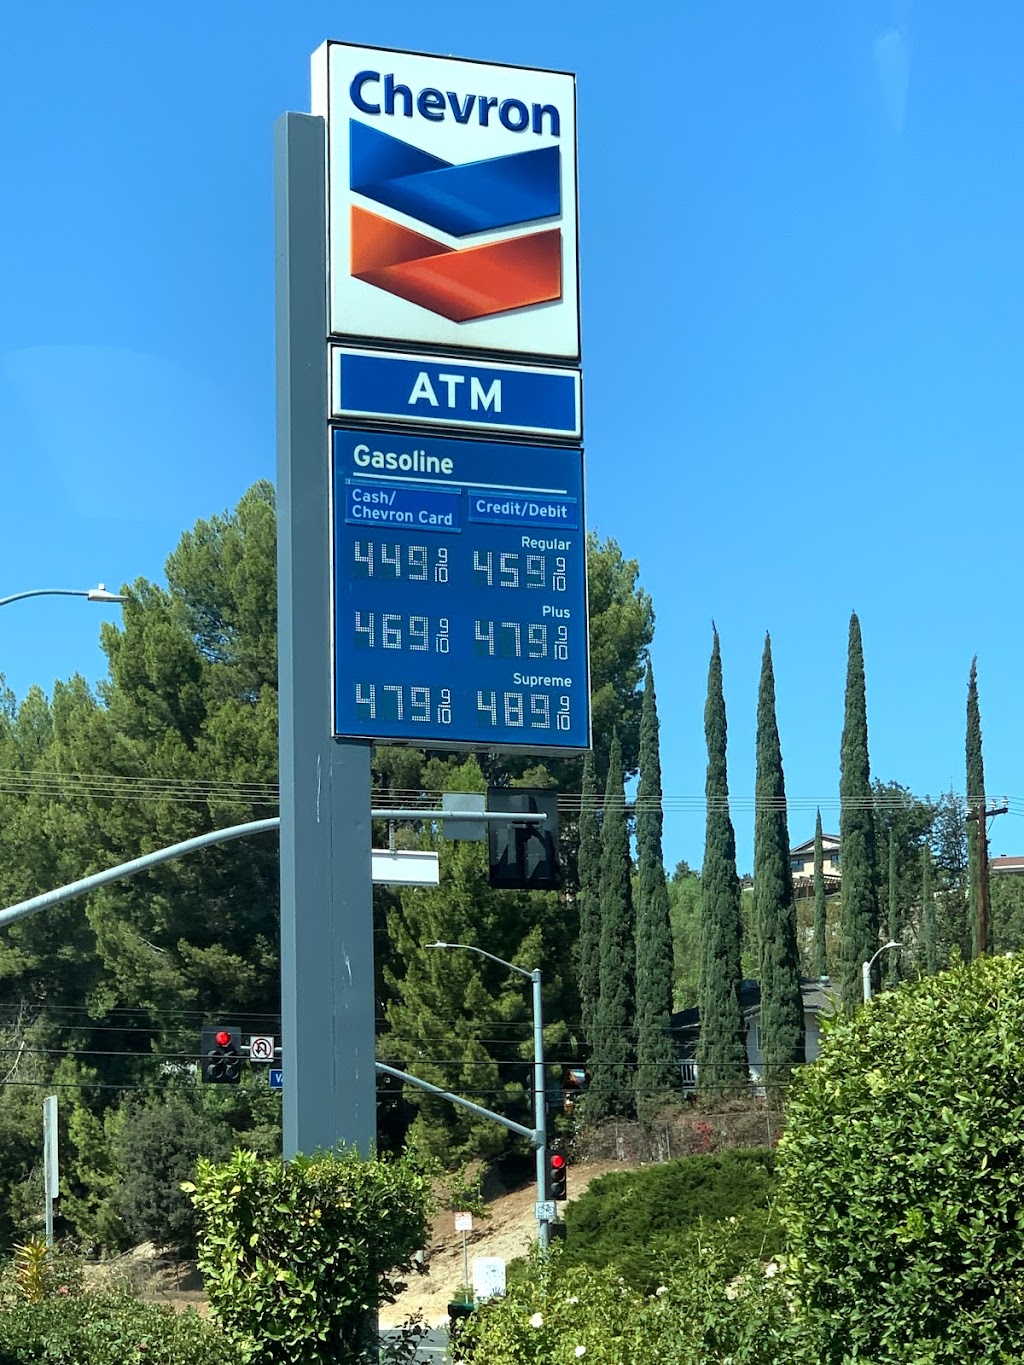 Chevron
ATM
Gasoline
Cash/
Chevron Card
Credit/Debit
Regular
449 9/10 459 9/10
Plus
469 9/10 479 9/10
Supreme
479 9/10 489 9/10